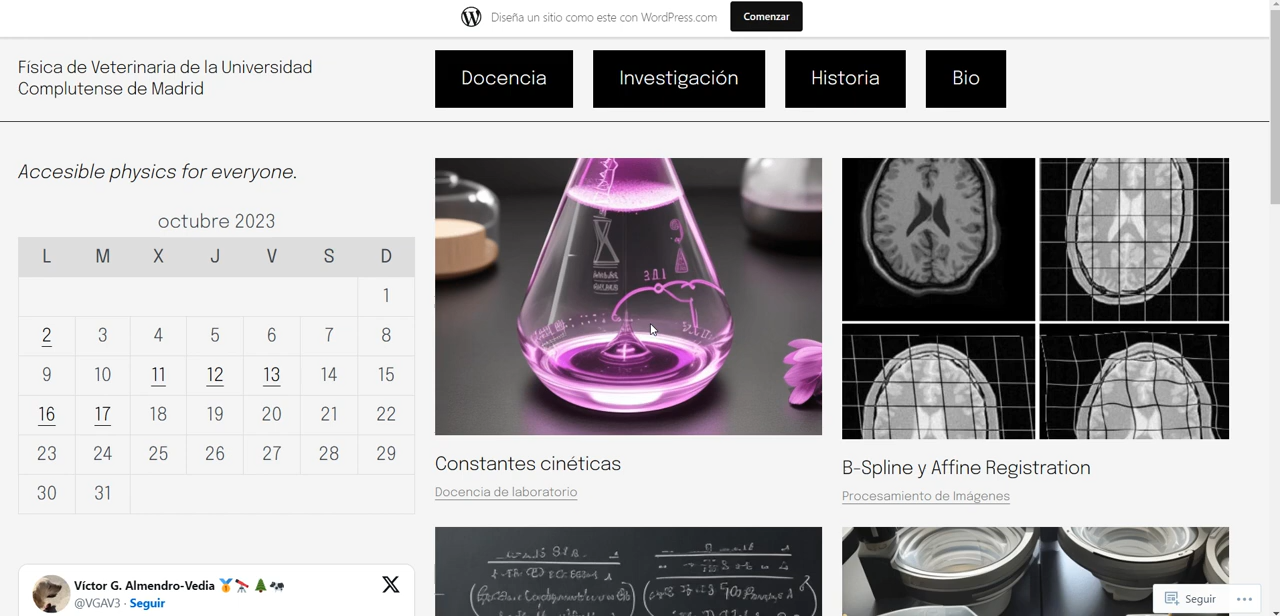 Diseña un sitio como este con WordPress.com
Comenzar
Física de Veterinaria de la Universidad
Complutense de Madrid
Docencia
Investigación
Historia
Bio
Accesible physics for everyone.
octubre 2023
L M X J V S D
1
2 3 4 5 6 7 8
9 10 11 12 13 14 15
16 17 18 19 20 21 22
23 24 25 26 27 28 29
30 31
Víctor G. Almendro-Vedia
@VGAV3 · Seguir
Constantes cinéticas
Docencia de laboratorio
B-Spline y Affine Registration
Procesamiento de Imágenes
Seguir